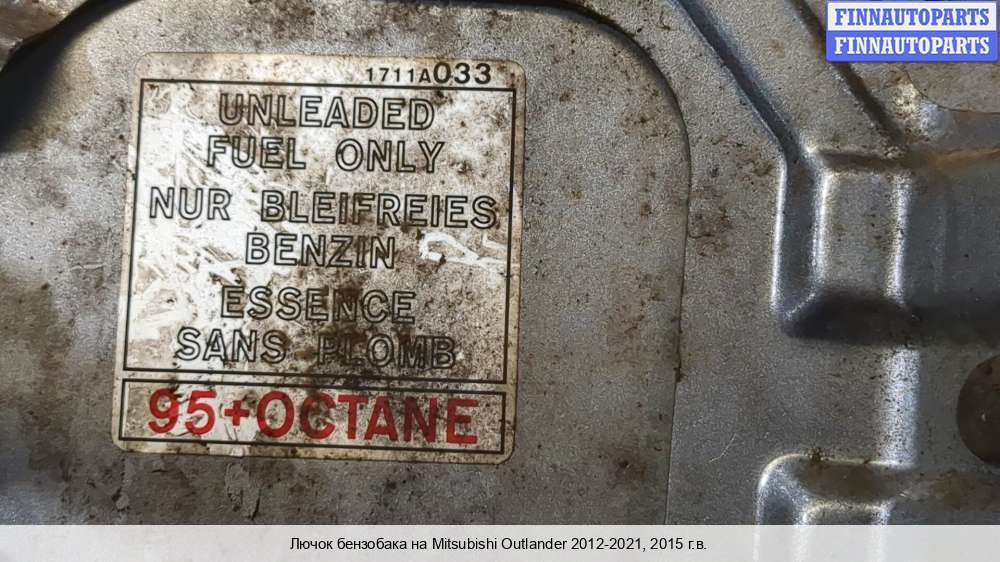 FINNAUTOPARTS
FINNAUTOPARTS
1711A033
UNLEADED
FUEL ONLY
NUR BLEIFREIES
BENZIN
ESSENCE
SANS PLOMB
95+OCTANE
Лючок бензобака на Mitsubishi Outlander 2012-2021, 2015 г.в.